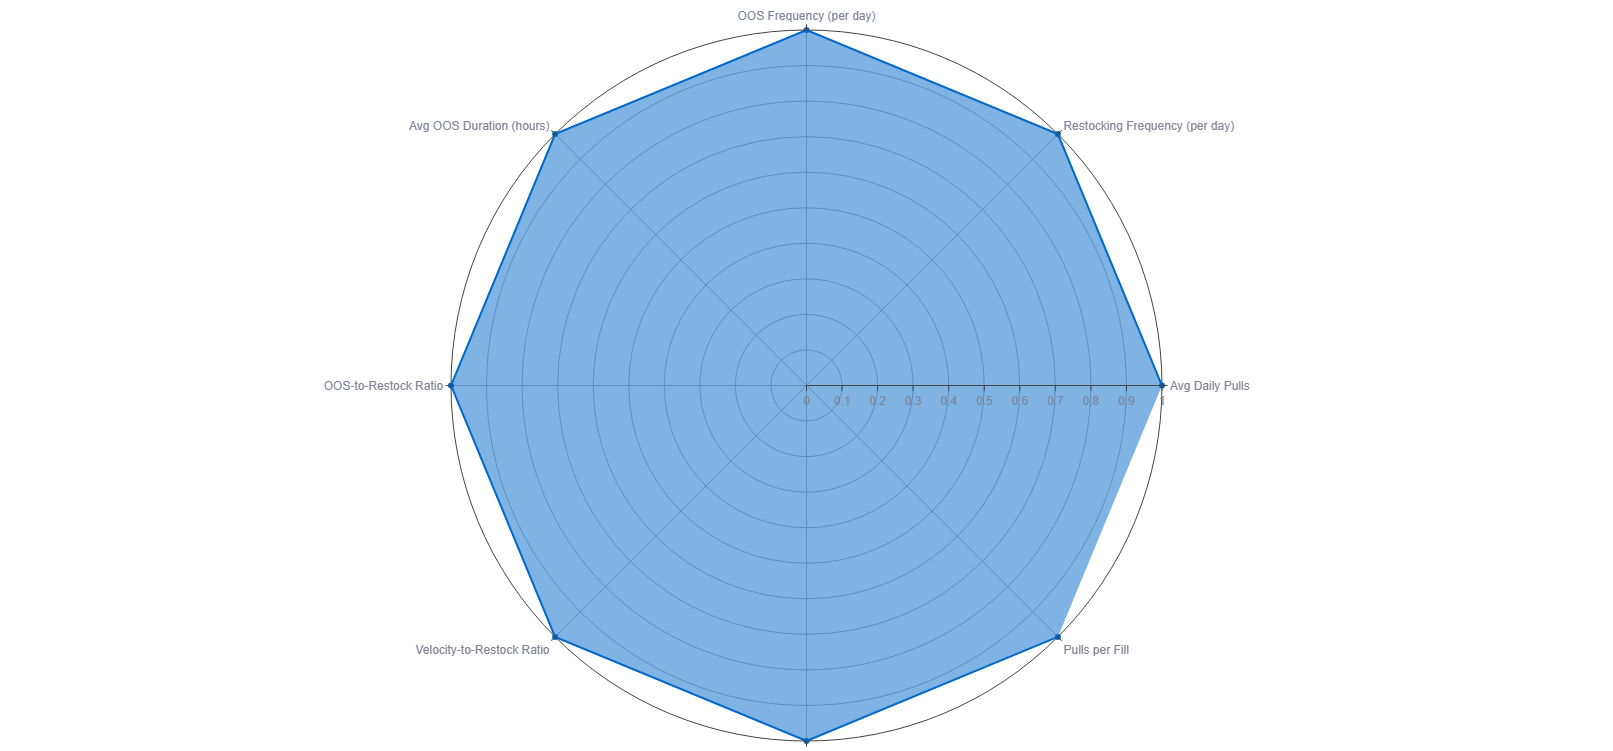 OOS Frequency (per day)
Avg OOS Duration (hours)
Restocking Frequency (per day)
OOS-to-Restock Ratio
Avg Daily Pulls
0 0.1 0.2 0.3 0.4 0.5 0.6 0.7 0.8 0.9 1
Velocity-to-Restock Ratio
Pulls per Fill